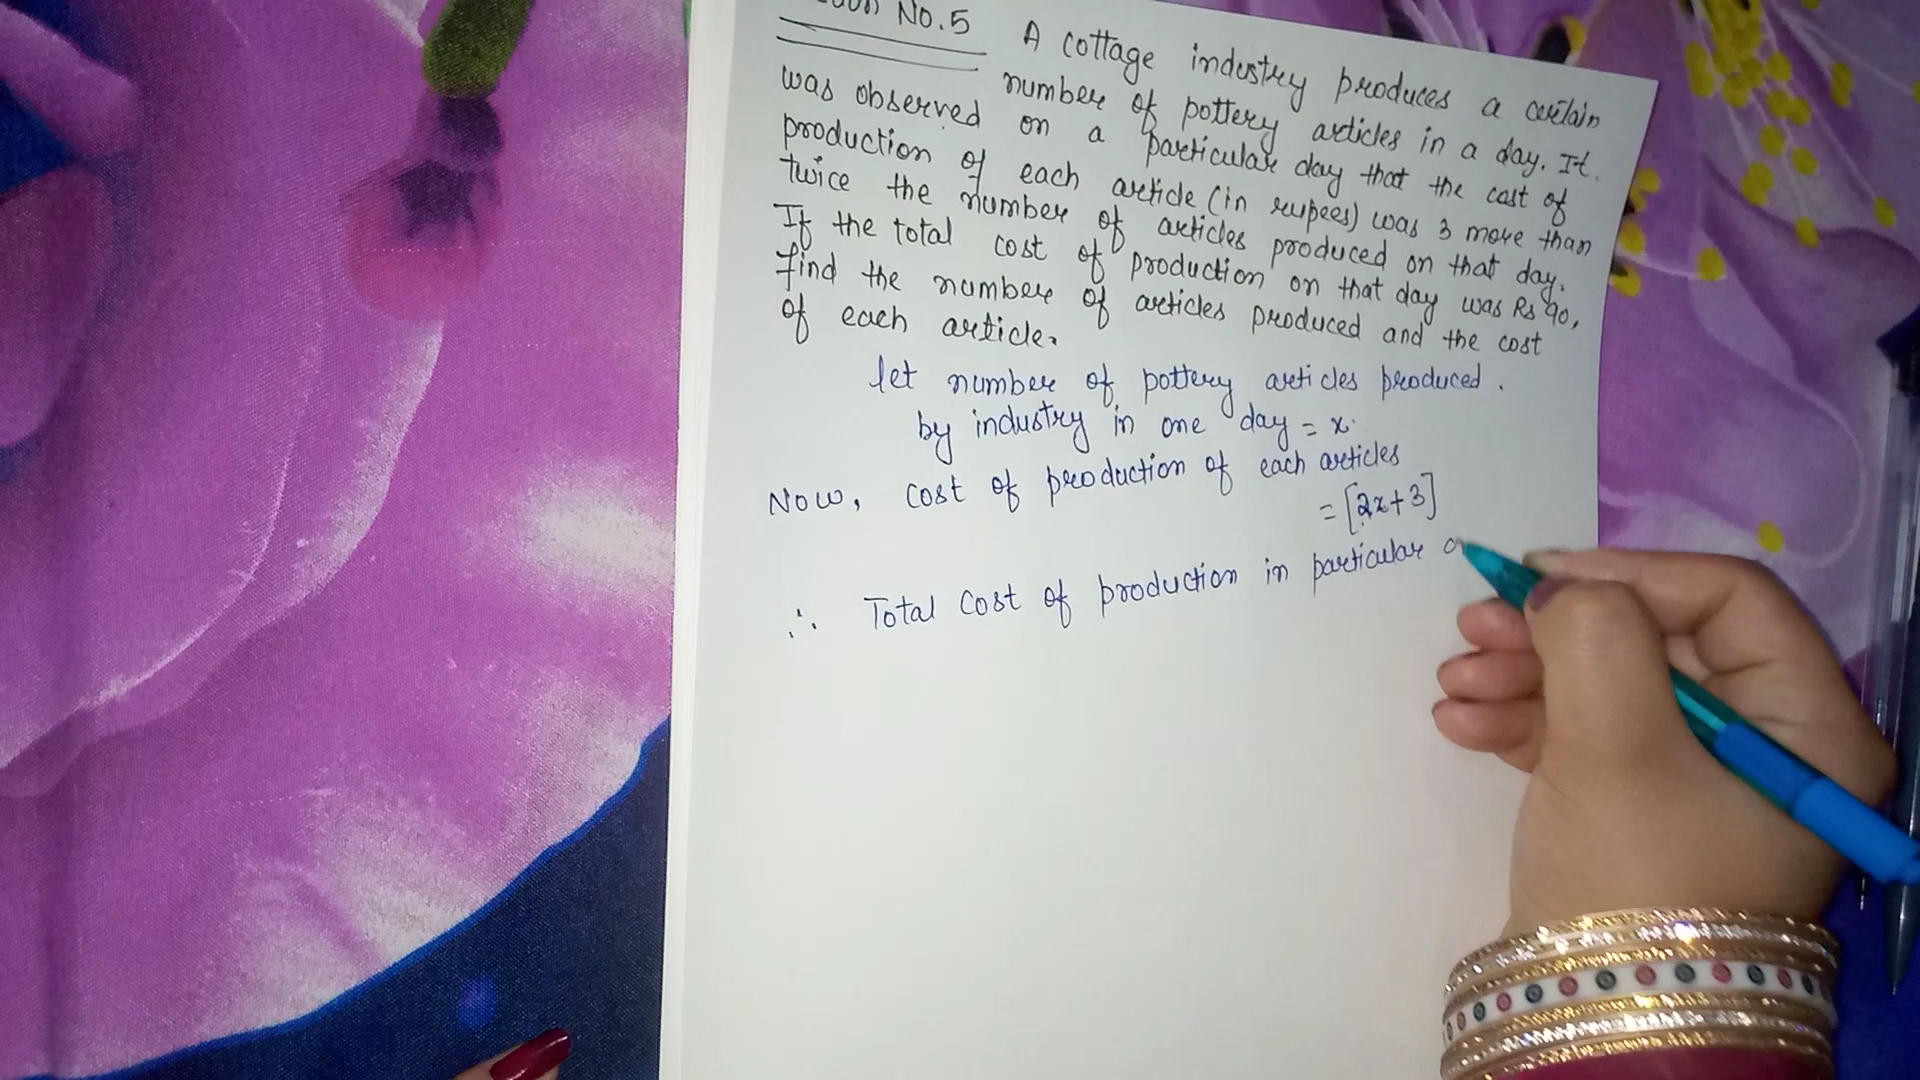 No.5 A cottage industry produces a certain
number of pottery articles in a day. It
was observed on a particular day that the cost of
production of each article (in rupees) was 3 more than
twice the number of articles produced on that day.
If the total cost of production on that day was Rs 90,
find the number of articles produced and the cost
of each article.
let number of pottery articles produced.
by industry in one day = x.
Now, cost of production of each articles
= [2x+3]
∴ Total cost of production in particular